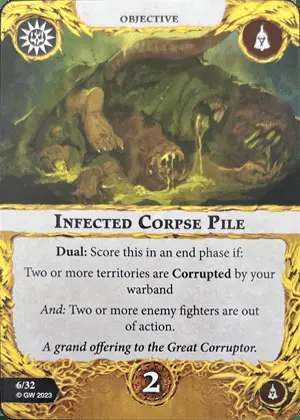 OBJECTIVE
INFECTED CORPSE PILE
Dual: Score this in an end phase if:
Two or more territories are Corrupted by your
warband
And: Two or more enemy fighters are out
of action.
A grand offering to the Great Corruptor.
6/32
© GW 2023
2